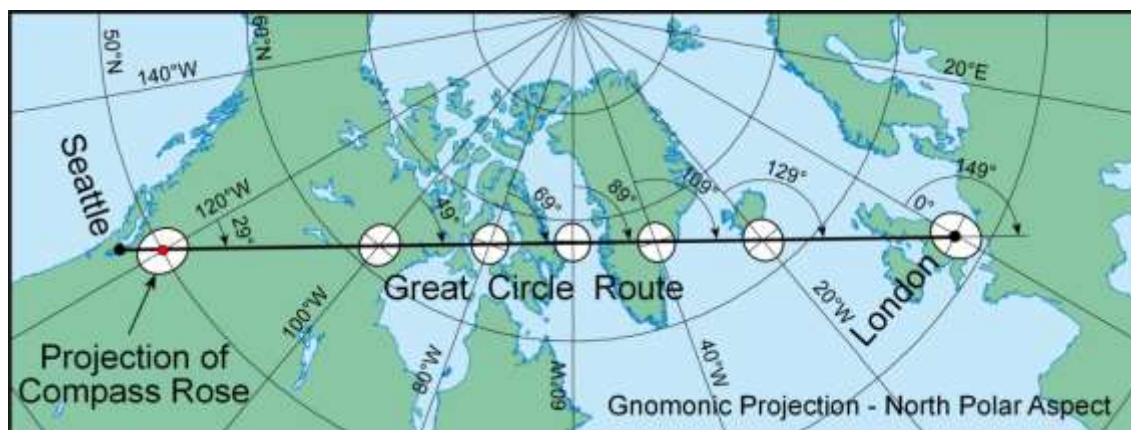 50°N
60°N
140°W
20°E
Seattle
120°W
29°
49°
69°
89°
109°
129°
149°
0°
Great Circle Route
London
Projection of
Compass Rose
100°W
80°W
60°W
40°W
20°W
Gnomonic Projection - North Polar Aspect